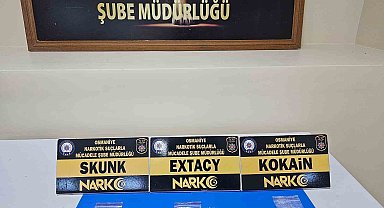 ŞUBE MÜDÜRLÜĞÜ
OSMANİYE
NARKOTİK SUÇLARLA
MÜCADELE ŞUBE MÜDÜRLÜĞÜ
SKUNK
NARKO
OSMANİYE
NARKOTİK SUÇLARLA
MÜCADELE ŞUBE MÜDÜRLÜĞÜ
EXTACY
NARKO
OSMANİYE
NARKOTİK SUÇLARLA
MÜCADELE ŞUBE MÜDÜRLÜĞÜ
KOKAİN
NARKO